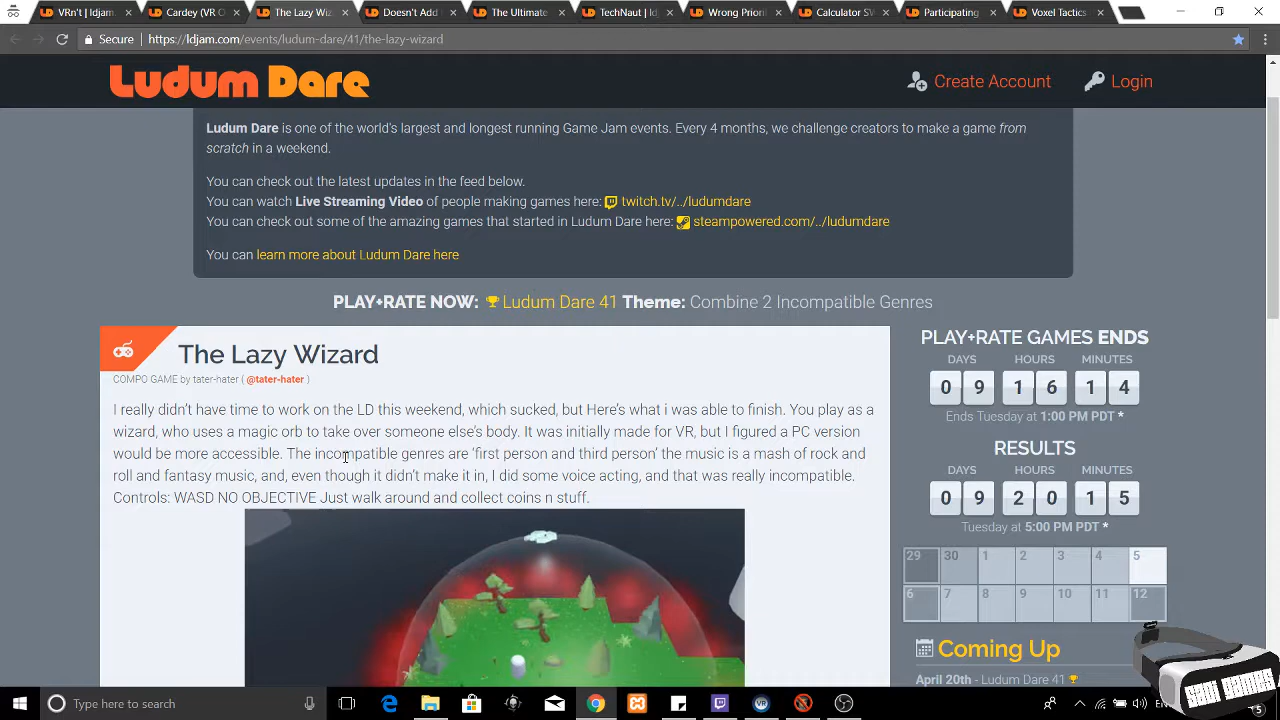 VRn't | ldjam.
Cardey (VR O
The Lazy Wiz
Doesn't Add
The Ultimate
TechNaut | ld
Wrong
Calculator SV
Participating
Voxel Tactics
Secure | https://ldjam.com/events/ludum-dare/41/the-lazy-wizard
Ludum Dare
Create Account
Login
Ludum Dare is one of the world's largest and longest running Game Jam events. Every 4 months, we challenge creators to make a game from
scratch in a weekend.
You can check out the latest updates in the feed below.
You can watch Live Streaming Video of people making games here: twitch.tv/../ludumdare
You can check out some of the amazing games that started in Ludum Dare here: steampowered.com/../ludumdare
You can learn more about Ludum Dare here
PLAY+RATE NOW: Ludum Dare 41 Theme: Combine 2 Incompatible Genres
The Lazy Wizard
COMPO GAME by tater-hater ( @tater-hater )
I really didn't have time to work on the LD this weekend, which sucked, but Here's what i was able to finish. You play as a
wizard, who uses a magic orb to take over someone else's body. It was initially made for VR, but I figured a PC version
would be more accessible. The incompatible genres are 'first person and third person' the music is a mash of rock and
roll and fantasy music, and, even though it didn't make it in, I did some voice acting, and that was really incompatible.
Controls: WASD NO OBJECTIVE Just walk around and collect coins n stuff.
PLAY+RATE GAMES ENDS
DAYS HOURS MINUTES
09 16 14
Ends Tuesday at 1:00 PM PDT *
RESULTS
DAYS HOURS MINUTES
09 20 15
Tuesday at 5:00 PM PDT *
29 30 1 2 3 4 5
6 7 8 9 10 11 12
Coming Up
April 20th - Ludum Dare 41
Type here to search
ENG
5